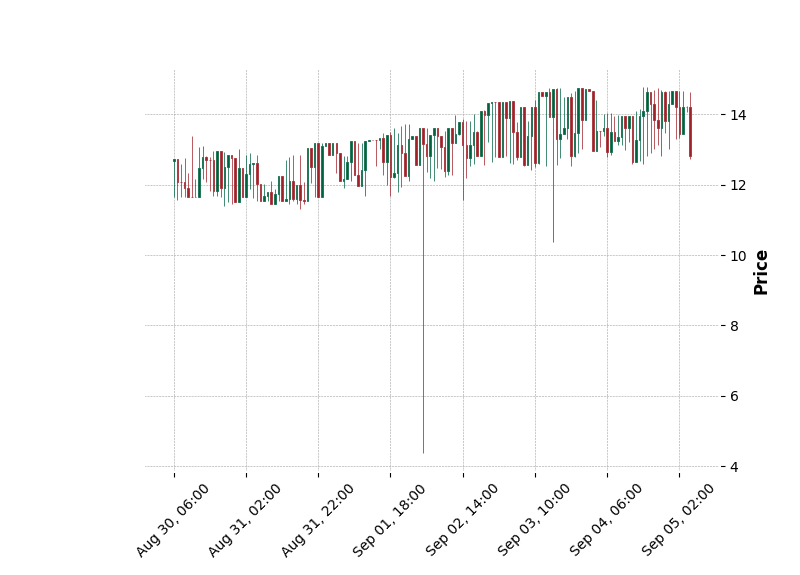 14
12
10
8
6
4
Price
Aug 30, 06:00
Aug 31, 02:00
Aug 31, 22:00
Sep 01, 18:00
Sep 02, 14:00
Sep 03, 10:00
Sep 04, 06:00
Sep 05, 02:00